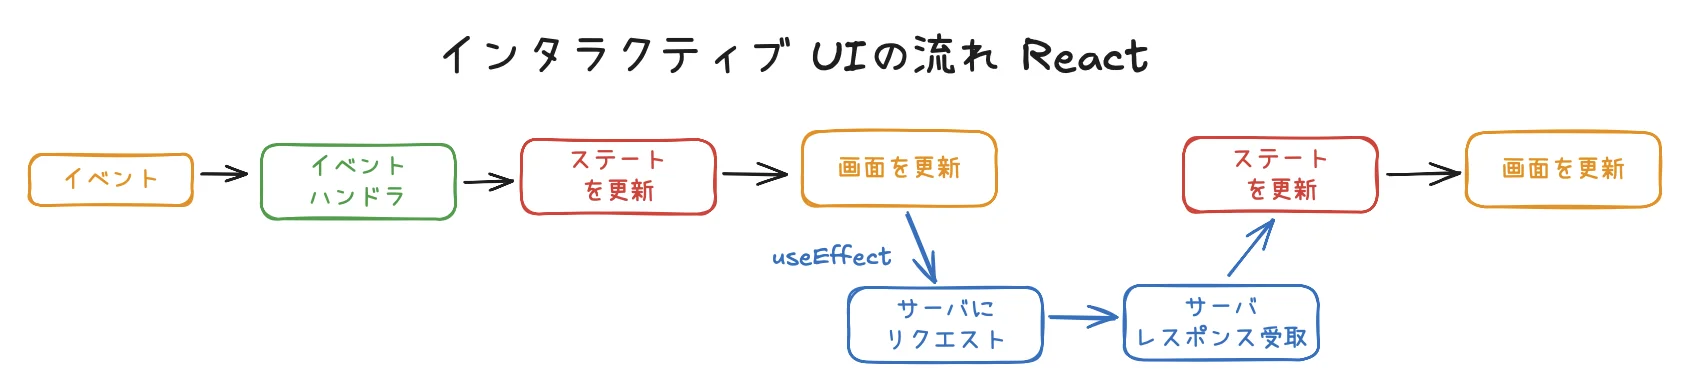 インタラクティブ UIの流れ React
イベント
イベント
ハンドラ
ステート
を更新
画面を更新
useEffect
サーバに
リクエスト
サーバ
レスポンス受取
ステート
を更新
画面を更新